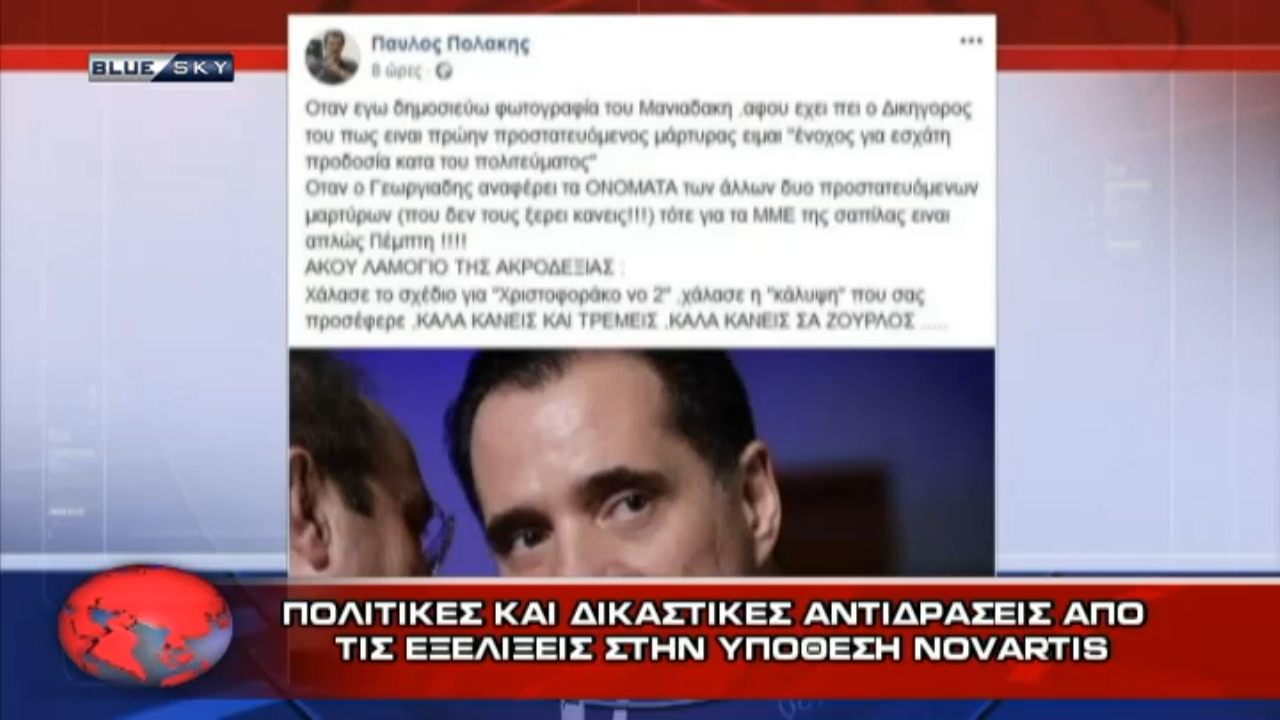 BLUE SKY
Παυλος Πολακης
8 ώρες
Οταν εγω δημοσιεύω φωτογραφία του Μανιαδακη ,αφου εχει πει ο Δικηγορος
του πως ειναι πρώην προστατευόμενος μάρτυρας ειμαι "ένοχος για εσχάτη
προδοσία κατα του πολιτεύματος"
Οταν ο Γεωργιαδης αναφέρει τα ΟΝΟΜΑΤΑ των άλλων δυο προστατευόμενων
μαρτύρων (που δεν τους ξερει κανεις!!!) τότε για τα ΜΜΕ της σαπίλας ειναι
απλώς Πέμπτη !!!!
ΑΚΟΥ ΛΑΜΟΓΙΟ ΤΗΣ ΑΚΡΟΔΕΞΙΑΣ :
Χάλασε το σχέδιο για "Χριστοφοράκο νο 2" ,χάλασε η "κάλυψη" που σας
προσέφερε ,ΚΑΛΑ ΚΑΝΕΙΣ ΚΑΙ ΤΡΕΜΕΙΣ ,ΚΑΛΑ ΚΑΝΕΙΣ ΣΑ ΖΟΥΡΛΟΣ .....
ΠΟΛΙΤΙΚΕΣ ΚΑΙ ΔΙΚΑΣΤΙΚΕΣ ΑΝΤΙΔΡΑΣΕΙΣ ΑΠΟ
ΤΙΣ ΕΞΕΛΙΞΕΙΣ ΣΤΗΝ ΥΠΟΘΕΣΗ NOVARTIS